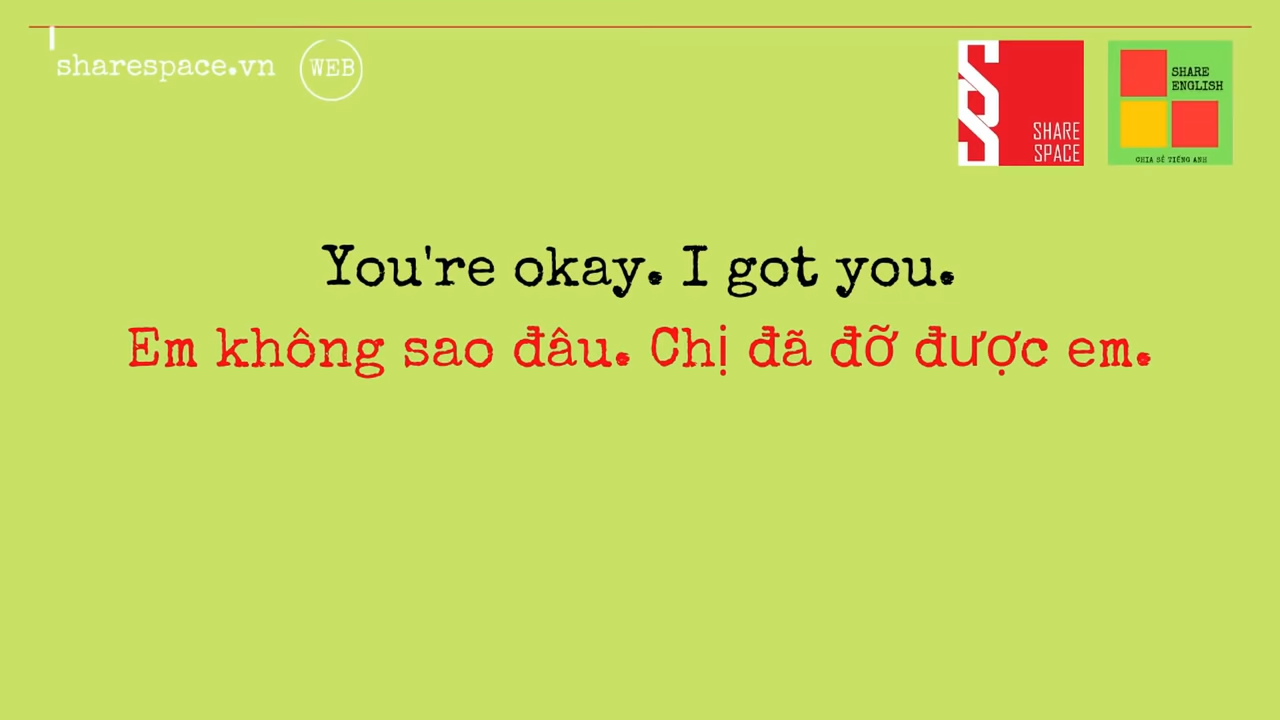 sharespace.vn WEB
SHARE
SPACE
SHARE
ENGLISH
CHIA SẺ TIẾNG ANH
You're okay. I got you.
Em không sao đâu. Chị đã đỡ được em.